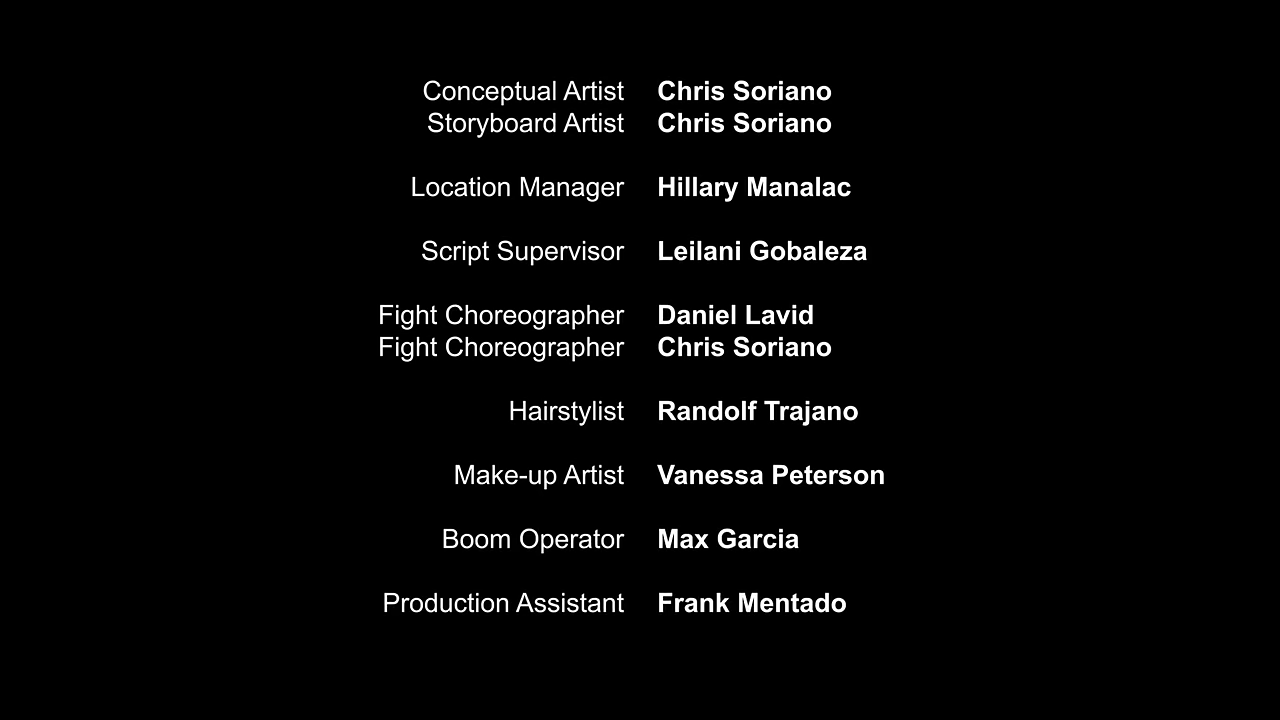 Conceptual Artist Chris Soriano
Storyboard Artist Chris Soriano
Location Manager Hillary Manalac
Script Supervisor Leilani Gobaleza
Fight Choreographer Daniel Lavid
Fight Choreographer Chris Soriano
Hairstylist Randolf Trajano
Make-up Artist Vanessa Peterson
Boom Operator Max Garcia
Production Assistant Frank Mentado